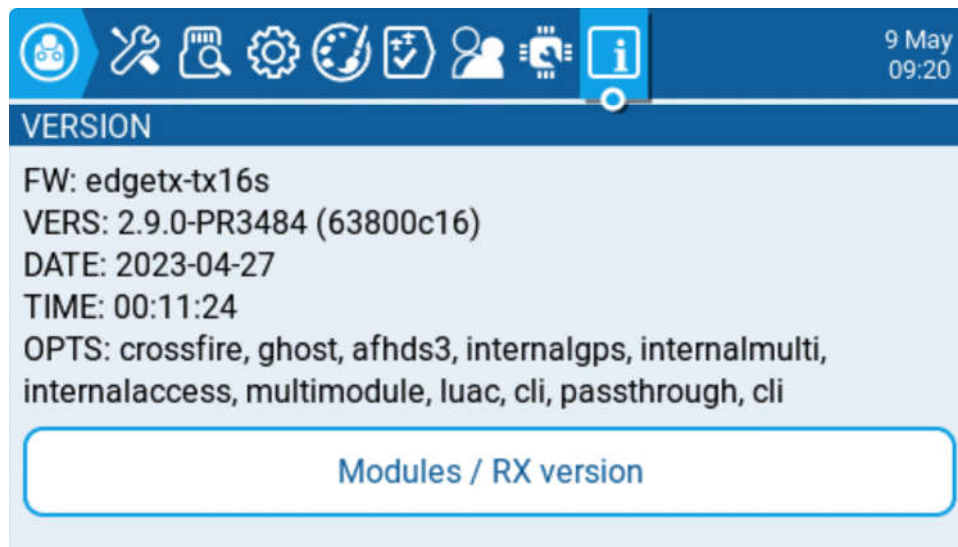 9 May
09:20
VERSION
FW: edgetx-tx16s
VERS: 2.9.0-PR3484 (63800c16)
DATE: 2023-04-27
TIME: 00:11:24
OPTS: crossfire, ghost, afhds3, internalgps, internalmulti,
internalaccess, multimodule, luac, cli, passthrough, cli
Modules / RX version